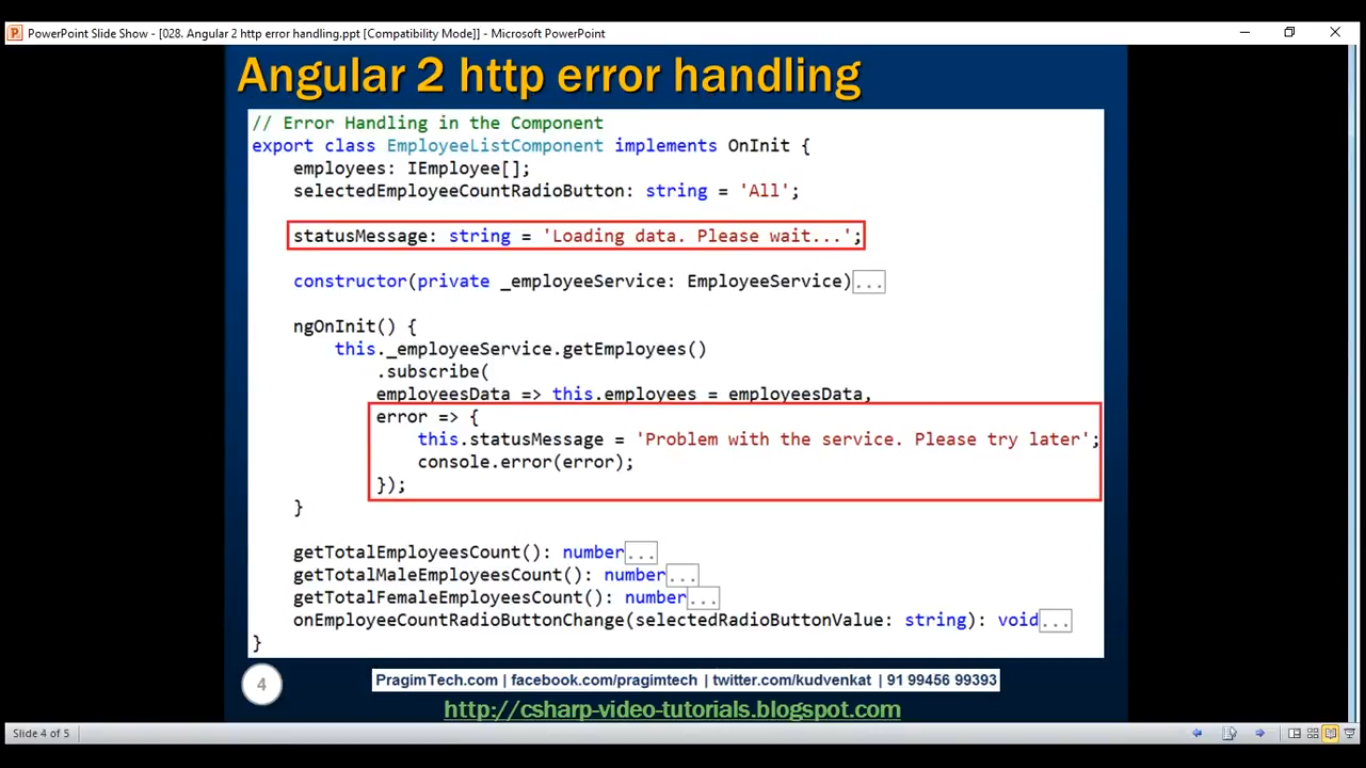 PowerPoint Slide Show - [028. Angular 2 http error handling.ppt [Compatibility Mode]] - Microsoft PowerPoint
Angular 2 http error handling
// Error Handling in the Component
export class EmployeeListComponent implements OnInit {
employees: IEmployee[];
selectedEmployeeCountRadioButton: string = 'All';
statusMessage: string = 'Loading data. Please wait...';
constructor(private _employeeService: EmployeeService)...
ngOnInit() {
this._employeeService.getEmployees()
.subscribe(
employeesData => this.employees = employeesData,
error => {
this.statusMessage = 'Problem with the service. Please try later';
console.error(error);
});
}
getTotalEmployeesCount(): number...
getTotalMaleEmployeesCount(): number...
getTotalFemaleEmployeesCount(): number...
onEmployeeCountRadioButtonChange(selectedRadioButtonValue: string): void...
}
4
PragimTech.com | facebook.com/pragimtech | twitter.com/kudvenkat | 91 99456 99393
http://csharp-video-tutorials.blogspot.com
Slide 4 of 5